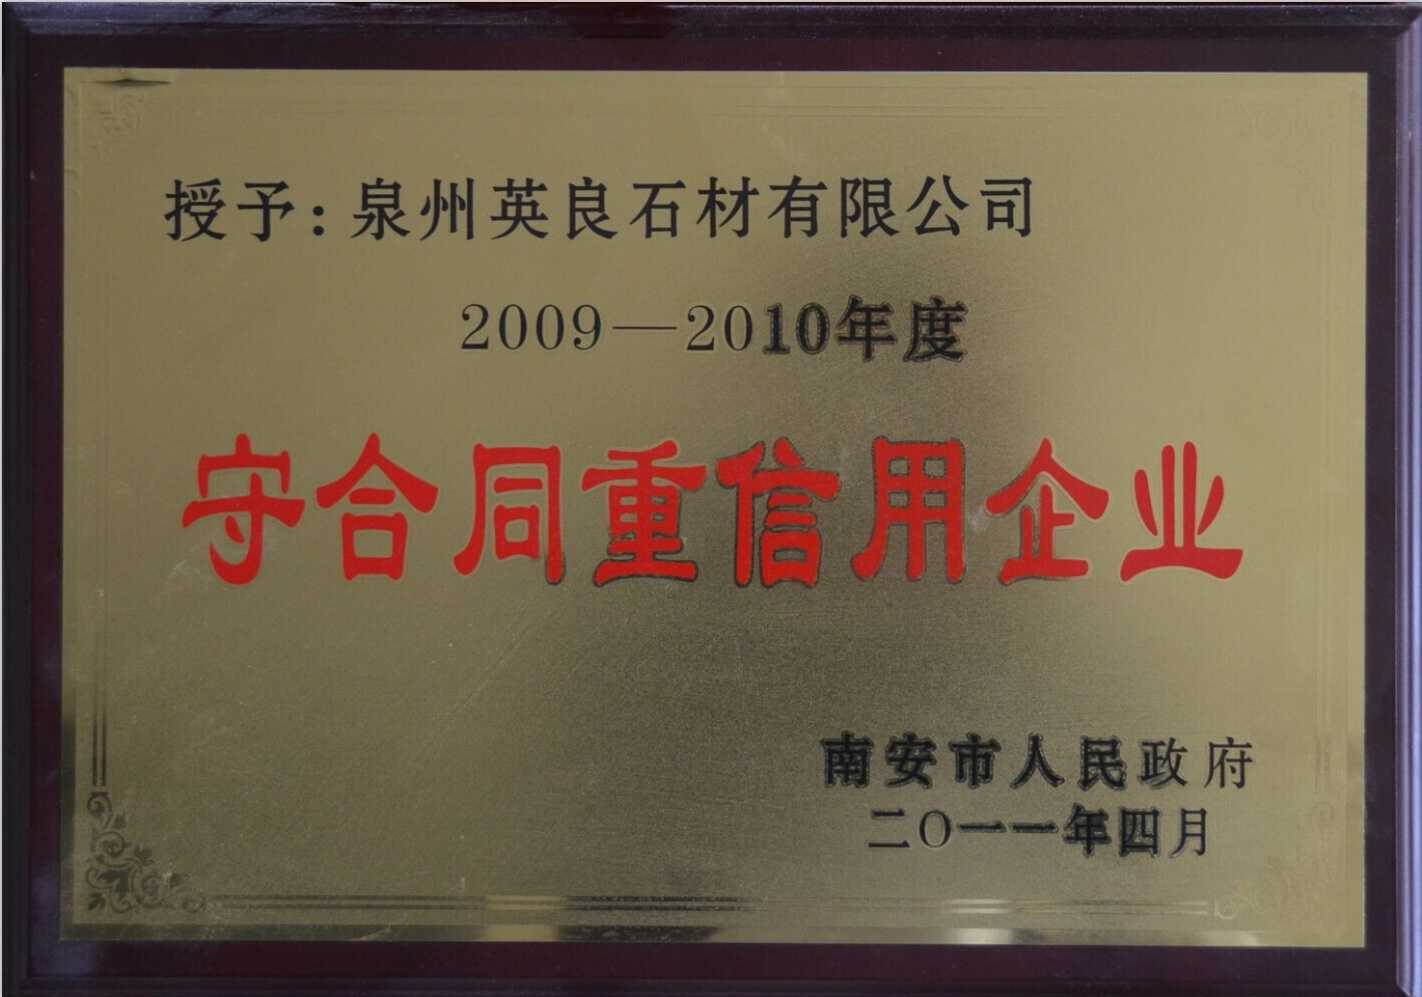 授予：泉州英良石材有限公司
2009—2010年度
守合同重信用企业
南安市人民政府
二〇一一年四月